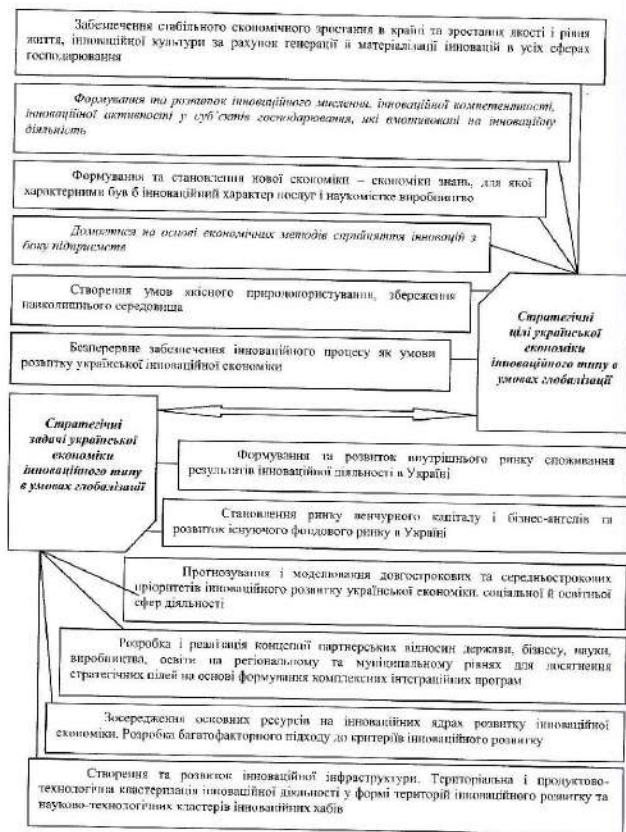 Забезпечення стабільного економічного зростання в країні та зростання якості і рівня
життя, інноваційної культури за рахунок генерації й матеріалізації інновацій в усіх сферах
господарювання
Формування та розвиток інноваційного мислення, інноваційної компетентності,
інноваційної активності у суб'єктів господарювання, які вмотивовані на інноваційну
діяльність
Формування та становлення нової економіки – економіки знань, для якої
характерними був б інноваційний характер послуг і наукомістке виробництво
Домогтися на основі економічних методів сприйняття інновацій з
боку підприємств
Створення умов якісного природокористування, збереження
навколишнього середовища
Безперервне забезпечення інноваційного процесу як умови
розвитку української інноваційної економіки
Стратегічні
цілі української
економіки
інноваційного типу в
умовах глобалізації
Стратегічні
задачі української
економіки
інноваційного типу
в умовах глобалізації
Формування та розвиток внутрішнього ринку споживання
результатів інноваційної діяльності в Україні
Становлення ринку венчурного капіталу і бізнес-ангелів та
розвиток існуючого фондового ринку в Україні
Прогнозування і моделювання довгострокових та середньострокових
пріоритетів інноваційного розвитку української економіки, соціальної й освітньої
сфер діяльності
Розробка і реалізація концепції партнерських відносин держави, бізнесу, науки,
виробництва, освіти на регіональному та муніципальному рівнях для досягнення
стратегічних цілей на основі формування комплексних інтеграційних програм
Зосередження основних ресурсів на інноваційних ядрах розвитку інноваційної
економіки. Розробка багатофакторного підходу до критеріїв інноваційного розвитку
Створення та розвиток інноваційної інфраструктури. Територіальна і продуктово-
технологічна кластеризація інноваційної діяльності у формі територій інноваційного розвитку та
науково-технологічних кластерів інноваційних хабів